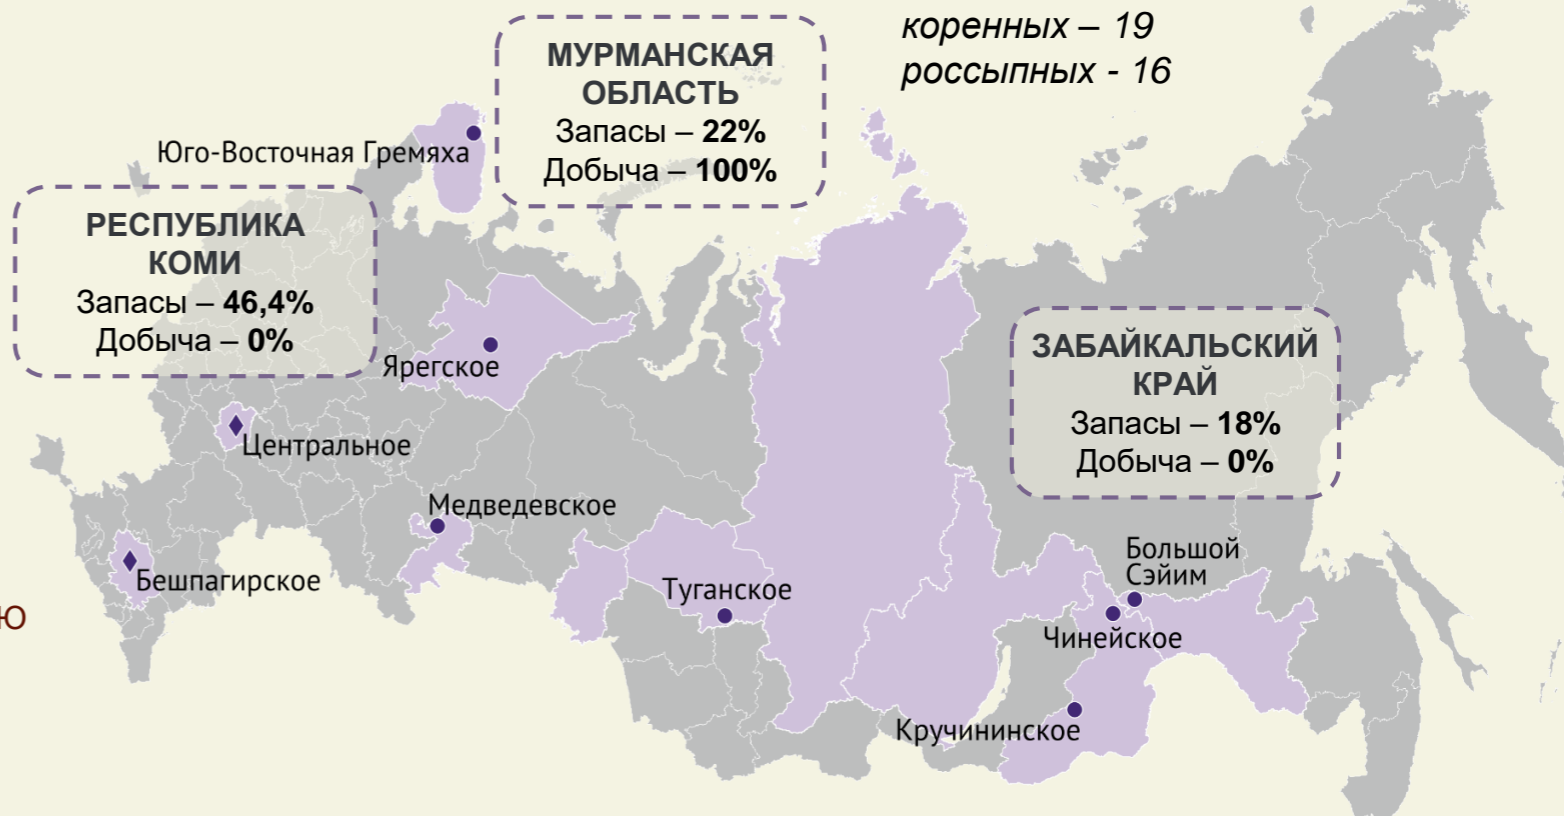 коренных – 19
россыпных - 16
МУРМАНСКАЯ
ОБЛАСТЬ
Запасы – 22%
Добыча – 100%
Юго-Восточная Гремяха
РЕСПУБЛИКА
КОМИ
Запасы – 46,4%
Добыча – 0%
Ярегское
ЗАБАЙКАЛЬСКИЙ
КРАЙ
Запасы – 18%
Добыча – 0%
Центральное
Медведевское
Бешпагирское
Туганское
Большой
Сэйим
Чинейское
Кручининское
Ю